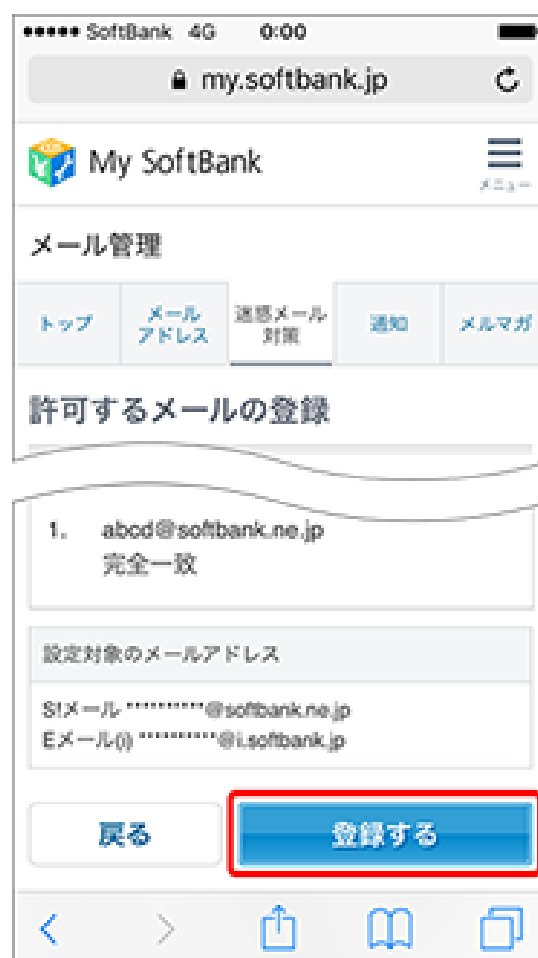 SoftBank 4G 0:00
my.softbank.jp
My SoftBank
メニュー
メール管理
トップ
メール
アドレス
迷惑メール
対策
通知
メルマガ
許可するメールの登録
1. abcd@softbank.ne.jp
完全一致
設定対象のメールアドレス
S!メール **********@softbank.ne.jp
Eメール(i) **********@i.softbank.jp
戻る
登録する